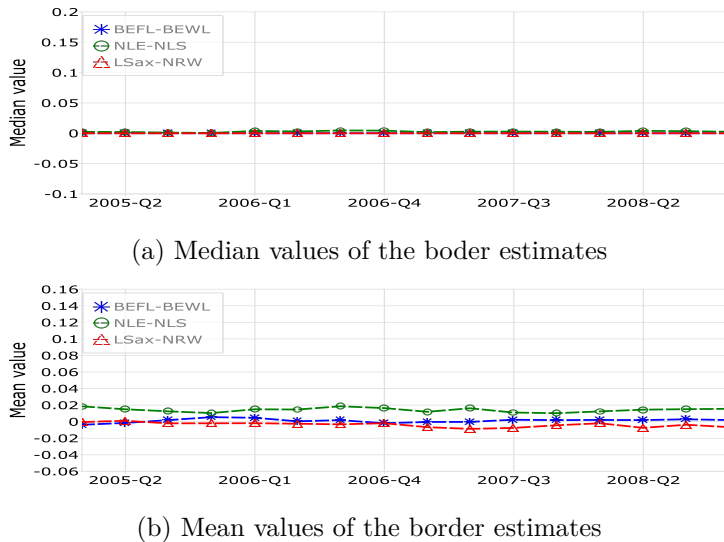 0.2
BEFL-BEWL
NLE-NLS
LSax-NRW
0.15
0.1
0.05
0
-0.05
-0.1
Median value
2005-Q2 2006-Q1 2006-Q4 2007-Q3 2008-Q2
(a) Median values of the boder estimates
0.16
BEFL-BEWL
NLE-NLS
LSax-NRW
0.14
0.12
0.1
0.08
0.06
0.04
0.02
0
-0.02
-0.04
-0.06
Mean value
2005-Q2 2006-Q1 2006-Q4 2007-Q3 2008-Q2
(b) Mean values of the border estimates